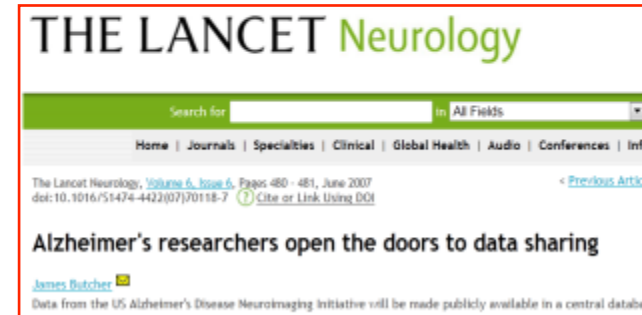 THE LANCET Neurology
Search for in All Fields
Home | Journals | Specialties | Clinical | Global Health | Audio | Conferences | Inf
The Lancet Neurology, Volume 6, Issue 6, Pages 480 - 481, June 2007 < Previous Artic
doi:10.1016/S1474-4422(07)70118-7 ? Cite or Link Using DOI
Alzheimer's researchers open the doors to data sharing
James Butcher
Data from the US Alzheimer's Disease Neuroimaging Initiative will be made publicly available in a central databa